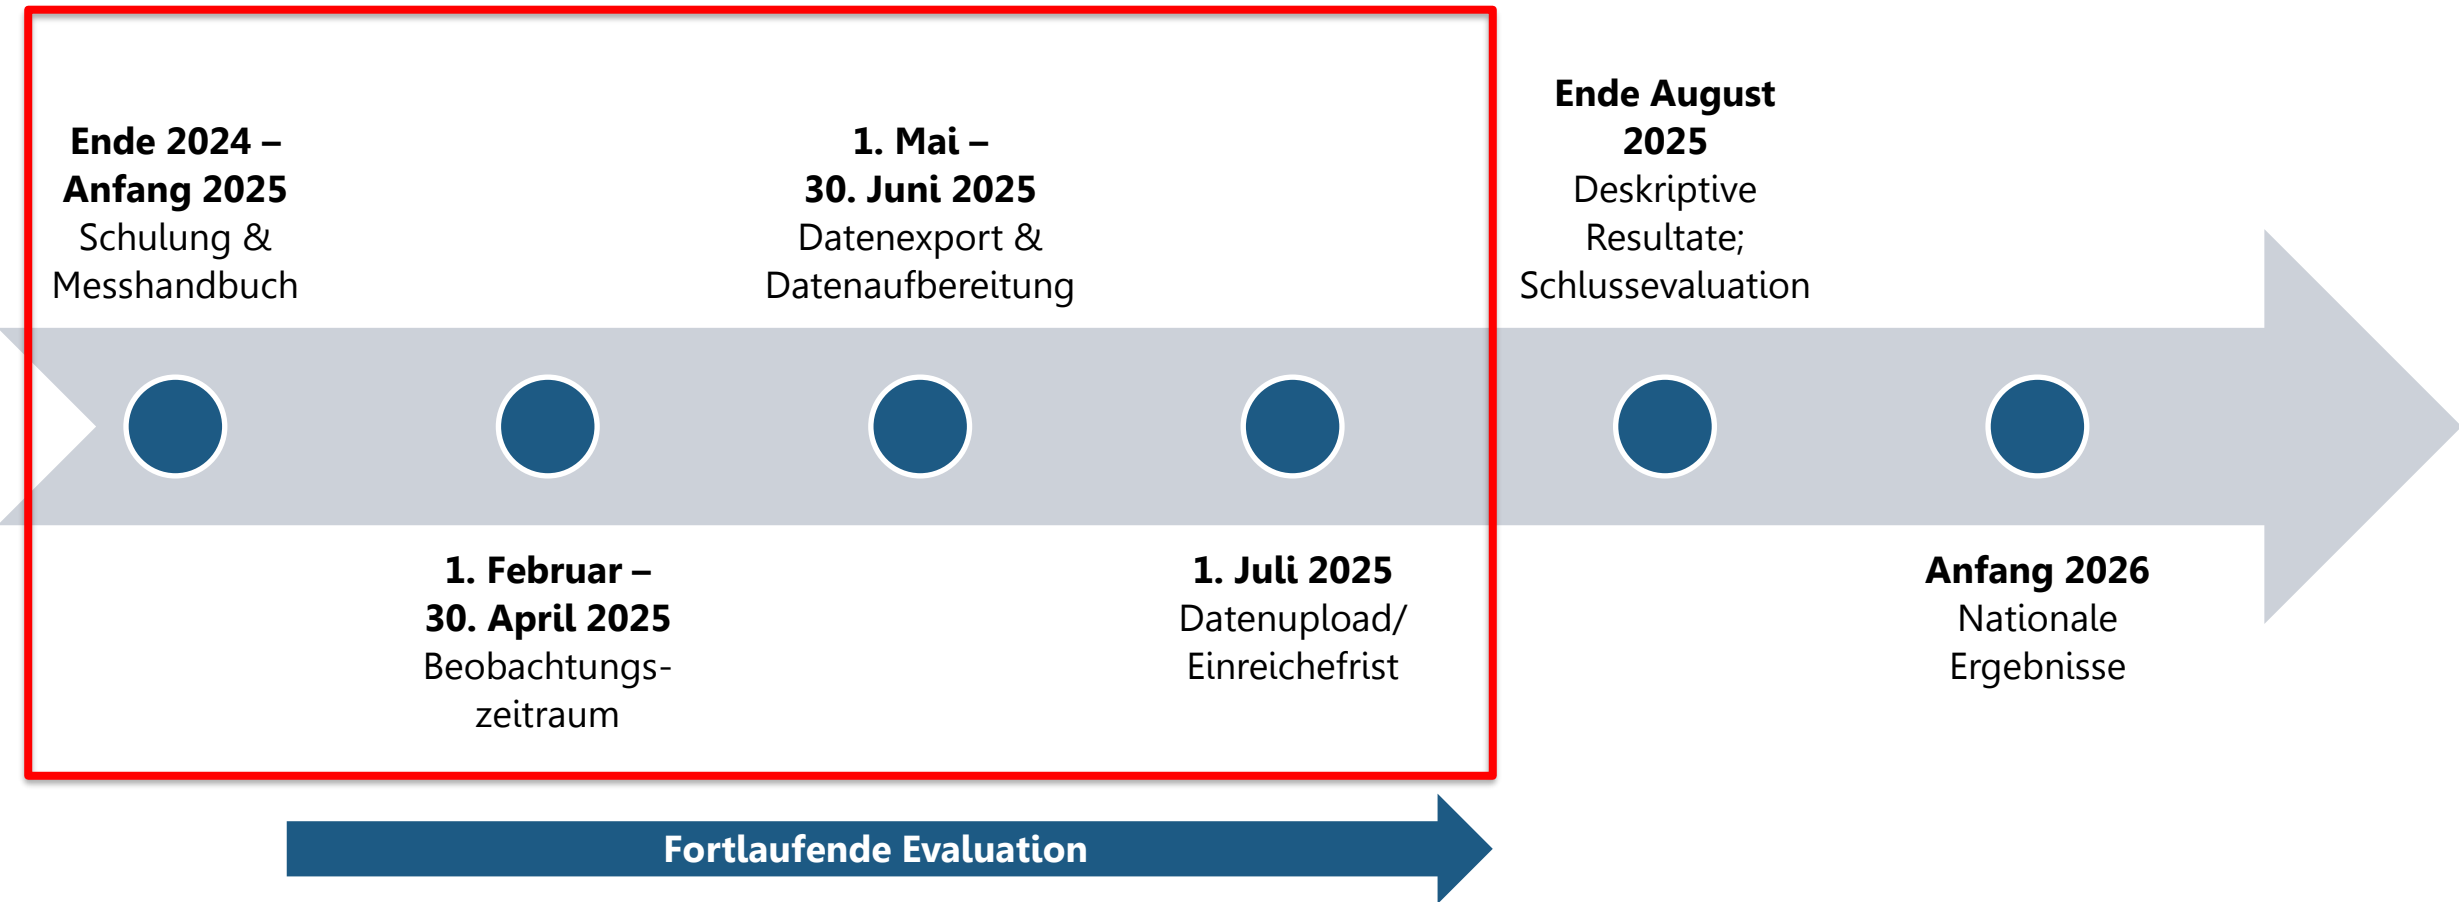 Ende 2024 –
Anfang 2025
Schulung &
Messhandbuch
1. Februar –
30. April 2025
Beobachtungs-
zeitraum
1. Mai –
30. Juni 2025
Datenexport &
Datenaufbereitung
1. Juli 2025
Datenupload/
Einreichefrist
Ende August
2025
Deskriptive
Resultate;
Schlussevaluation
Anfang 2026
Nationale
Ergebnisse
Fortlaufende Evaluation